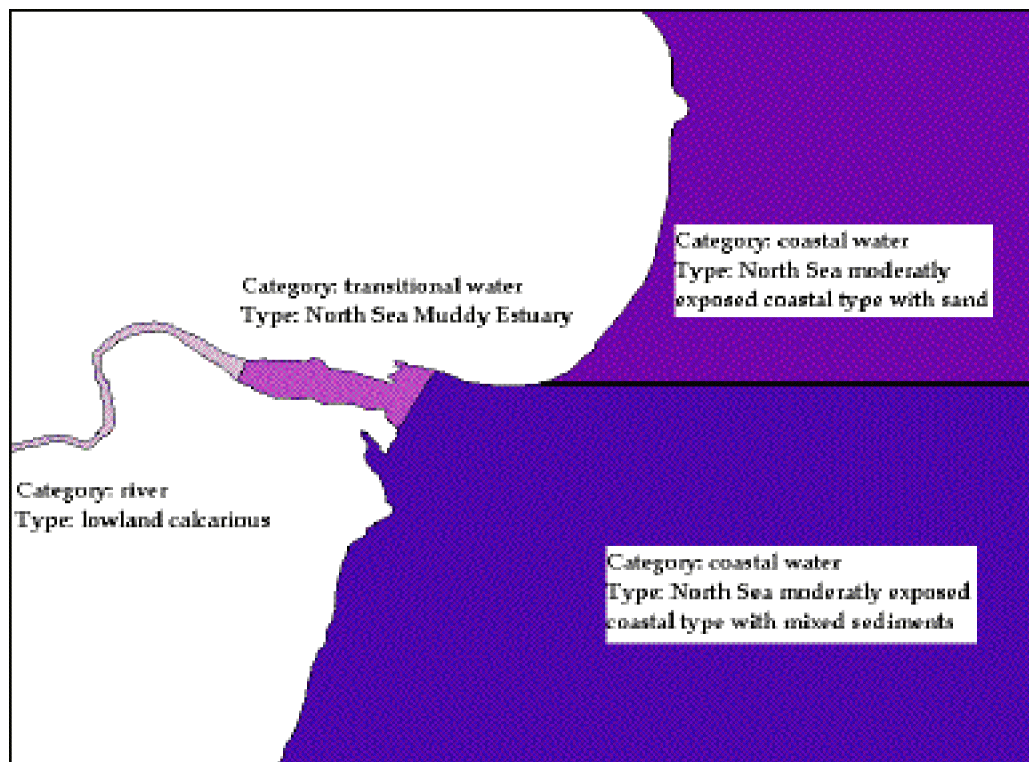 Category: coastal water
Type: North Sea moderatly
exposed coastal type with sand
Category: transitional water
Type: North Sea Muddy Estuary
Category: river
Type: lowland calcarious
Category: coastal water
Type: North Sea moderatly exposed
coastal type with mixed sediments